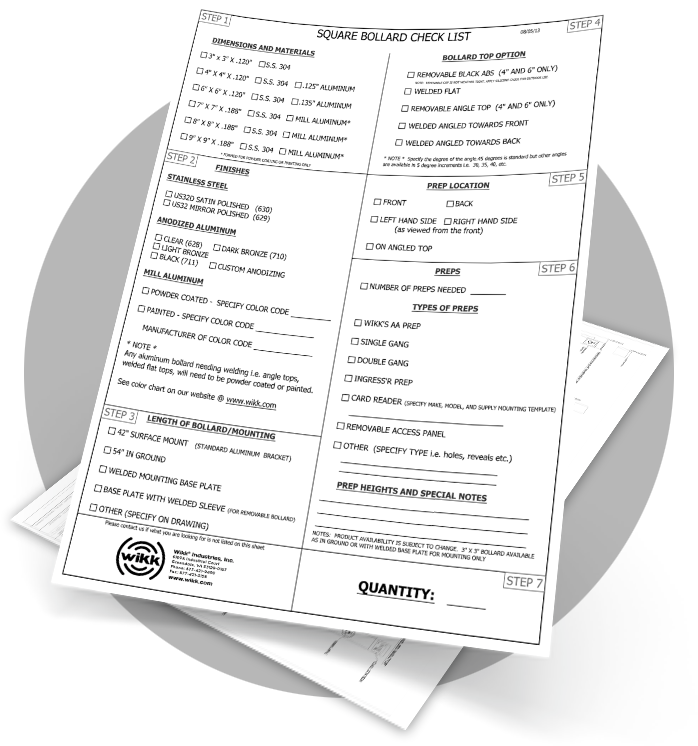 STEP 1
SQUARE BOLLARD CHECK LIST
08/05/13
STEP 4
DIMENSIONS AND MATERIALS
3" X 3" X .120" S.S. 304
4" X 4" X .120" S.S. 304 .125" ALUMINUM
6" X 6" X .120" S.S. 304 .135" ALUMINUM
7" X 7" X .188" S.S. 304 MILL ALUMINUM*
8" X 8" X .188" S.S. 304 MILL ALUMINUM*
9" X 9" X .188" S.S. 304 MILL ALUMINUM*
STEP 2
FINISHES
STAINLESS STEEL
US32D SATIN POLISHED (630)
US32 MIRROR POLISHED (629)
ANODIZED ALUMINUM
CLEAR (628) DARK BRONZE (710)
LIGHT BRONZE
BLACK (711) CUSTOM ANODIZING
MILL ALUMINUM
POWDER COATED - SPECIFY COLOR CODE
PAINTED - SPECIFY COLOR CODE
MANUFACTURER OF COLOR CODE
* NOTE *
Any aluminum bollard needing welding i.e. angle tops,
welded flat tops, will need to be powder coated or painted.
See color chart on our website @ www.wikk.com
STEP 3
LENGTH OF BOLLARD/MOUNTING
42" SURFACE MOUNT (STANDARD ALUMINUM BRACKET)
54" IN GROUND
WELDED MOUNTING BASE PLATE
BASE PLATE WITH WELDED SLEEVE (FOR REMOVABLE BOLLARD)
OTHER (SPECIFY ON DRAWING)
Please contact us if what you are looking for is not listed on this sheet
wikk
Wikk® Industries, Inc.
www.wikk.com
BOLLARD TOP OPTION
REMOVABLE BLACK ABS (4" AND 6" ONLY)
WELDED FLAT
REMOVABLE ANGLE TOP (4" AND 6" ONLY)
WELDED ANGLED TOWARDS FRONT
WELDED ANGLED TOWARDS BACK
* NOTE * Specify the degree of the angle 45 degrees is standard but other angles
are available in 5 degree increments i.e. 30, 35, 40, etc.
STEP 5
PREP LOCATION
FRONT BACK
LEFT HAND SIDE RIGHT HAND SIDE
(as viewed from the front)
ON ANGLED TOP
STEP 6
PREPS
NUMBER OF PREPS NEEDED
TYPES OF PREPS
WIKK'S AA PREP
SINGLE GANG
DOUBLE GANG
INGRESS'R PREP
CARD READER (SPECIFY MAKE, MODEL, AND SUPPLY MOUNTING TEMPLATE)
REMOVABLE ACCESS PANEL
OTHER (SPECIFY TYPE i.e. holes, reveals etc.)
PREP HEIGHTS AND SPECIAL NOTES
NOTES: PRODUCT AVAILABILITY IS SUBJECT TO CHANGE. 3" X 3" BOLLARD AVAILABLE
AS IN GROUND OR WITH WELDED BASE PLATE FOR MOUNTING ONLY
STEP 7
QUANTITY: